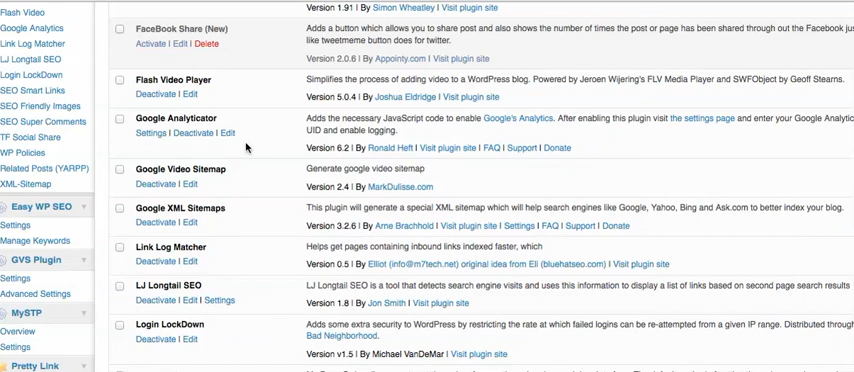 Flash Video
Google Analytics
Link Log Matcher
LJ Longtail SEO
Login LockDown
SEO Smart Links
SEO Friendly Images
SEO Super Comments
TF Social Share
WP Policies
Related Posts (YARPP)
XML-Sitemap
Easy WP SEO
Settings
Manage Keywords
GVS Plugin
Settings
Advanced Settings
MySTP
Overview
Settings
Pretty Link
Version 1.91 | By Simon Wheatley | Visit plugin site
FaceBook Share (New)
Activate | Edit | Delete
Adds a button which allows you to share post and also shows the number of times the post or page has been shared through out the Facebook
like tweetmeme button does for twitter.
Version 2.0.6 | By Appointy.com | Visit plugin site
Flash Video Player
Deactivate | Edit
Simplifies the process of adding video to a WordPress blog. Powered by Jeroen Wijering's FLV Media Player and SWFObject by Geoff Stearns.
Version 5.0.4 | By Joshua Eldridge | Visit plugin site
Google Analyticator
Settings | Deactivate | Edit
Adds the necessary JavaScript code to enable Google's Analytics. After enabling this plugin visit the settings page and enter your Google Analytic
UID and enable logging.
Version 6.2 | By Ronald Heft | Visit plugin site | FAQ | Support | Donate
Google Video Sitemap
Deactivate | Edit
Generate google video sitemap
Version 2.4 | By MarkDulisse.com
Google XML Sitemaps
Deactivate | Edit
This plugin will generate a special XML sitemap which will help search engines like Google, Yahoo, Bing and Ask.com to better index your blog.
Version 3.2.6 | By Arne Brachhold | Visit plugin site | Settings | FAQ | Support | Donate
Link Log Matcher
Deactivate | Edit
Helps get pages containing inbound links indexed faster, which
Version 0.5 | By Elliot (info@m7tech.net) original idea from Eli (bluehatseo.com) | Visit plugin site
LJ Longtail SEO
Deactivate | Edit | Settings
LJ Longtail SEO is a tool that detects search engine visits and uses this information to display a list of links based on second page search results
Version 1.8 | By Jon Smith | Visit plugin site
Login LockDown
Deactivate | Edit
Adds some extra security to WordPress by restricting the rate at which failed logins can be re-attempted from a given IP range. Distributed through
Bad Neighborhood.
Version v1.5 | By Michael VanDeMar | Visit plugin site